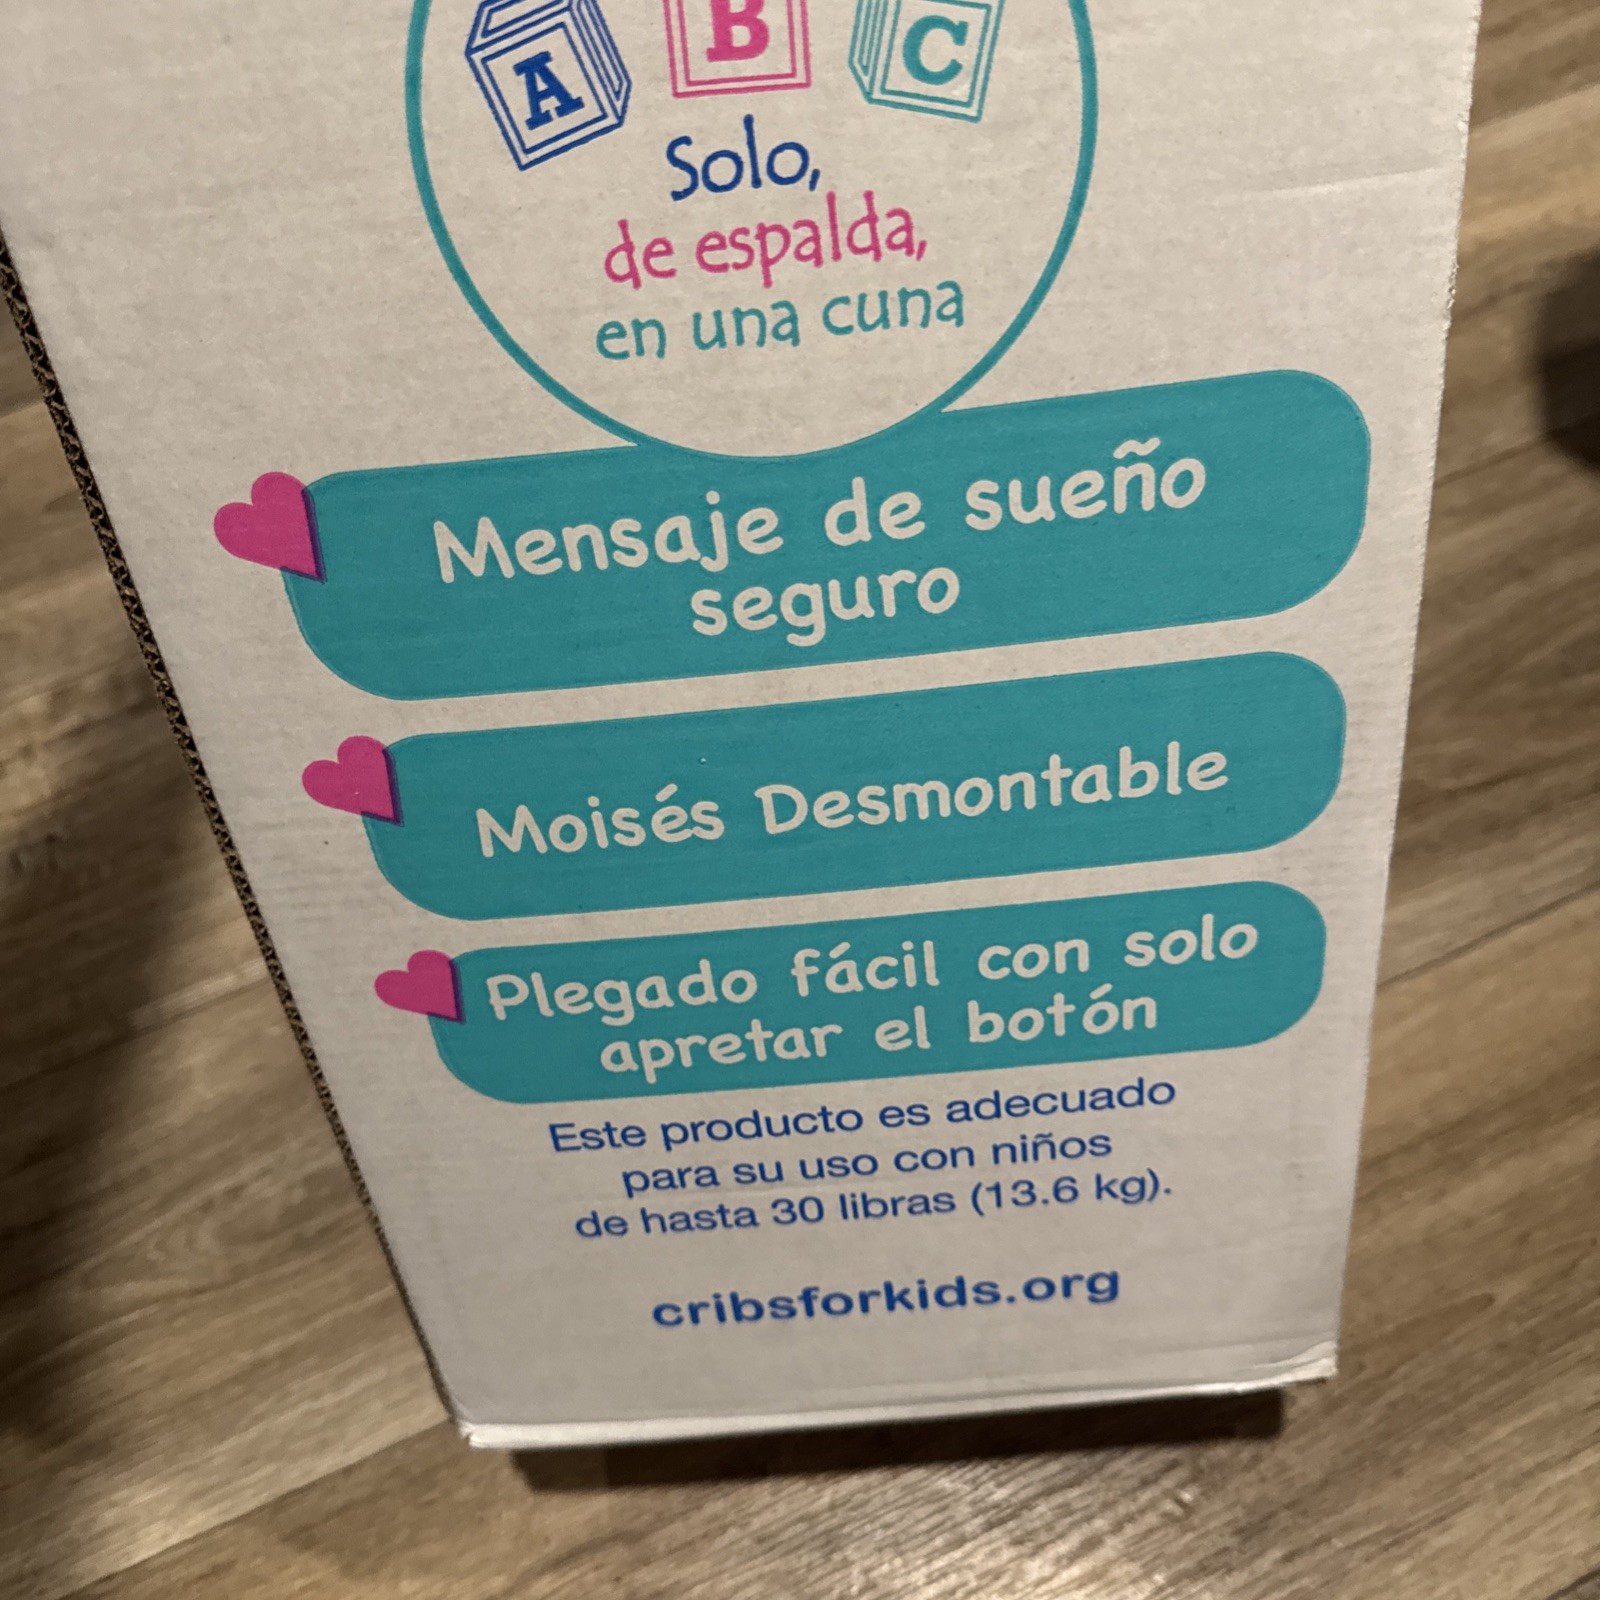 A B C
Solo,
de espalda,
en una cuna
Mensaje de sueño
seguro
Moisés Desmontable
Plegado fácil con solo
apretar el botón
Este producto es adecuado
para su uso con niños
de hasta 30 libras (13.6 kg).
cribsforkids.org